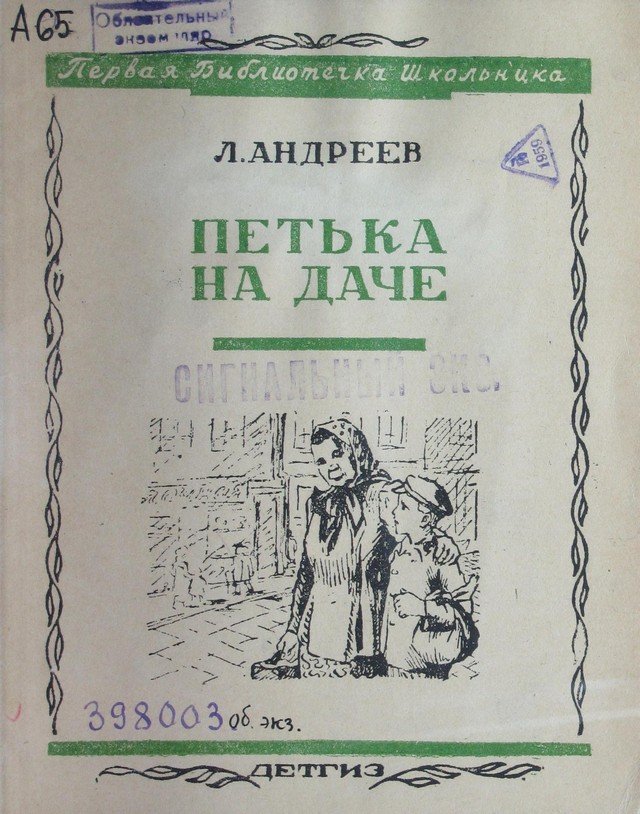 А65
Обязательный
экземпляр
Первая Библиотечка Школьника
Л. АНДРЕЕВ
1959
ПЕТЬКА
НА ДАЧЕ
СИГНАЛЬНЫЙ ЭКЗ.
398003 об. экз.
ДЕТГИЗ